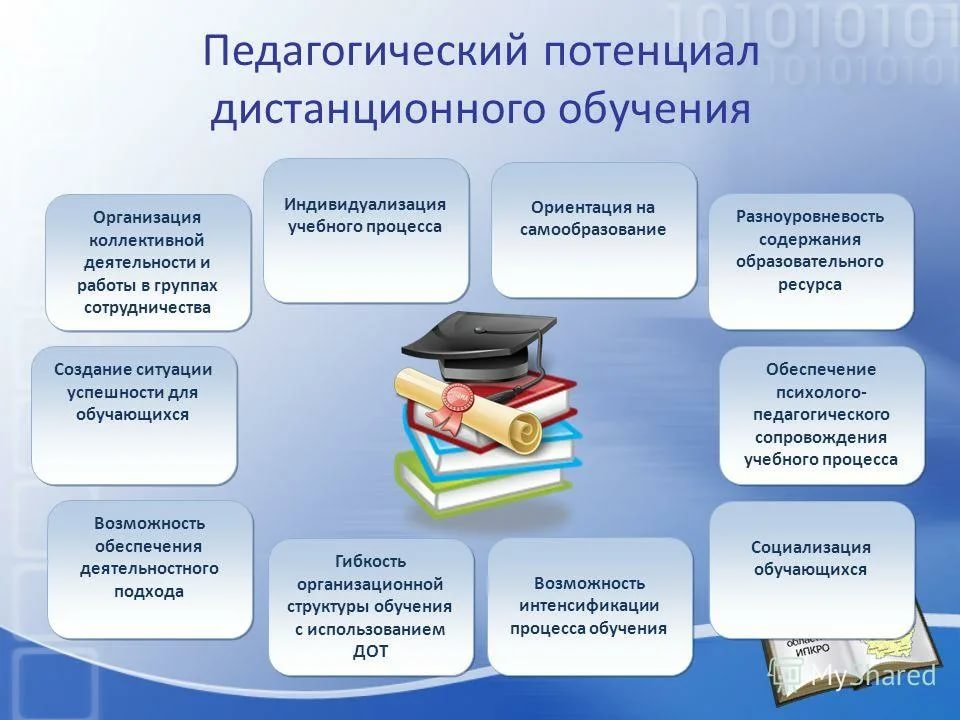 Педагогический потенциал
дистанционного обучения
Организация
коллективной
деятельности и
работы в группах
сотрудничества
Индивидуализация
учебного процесса
Ориентация на
самообразование
Разноуровневость
содержания
образовательного
ресурса
Создание ситуации
успешности для
обучающихся
Обеспечение
психолого-
педагогического
сопровождения
учебного процесса
Возможность
обеспечения
деятельностного
подхода
Гибкость
организационной
структуры обучения
с использованием
ДОТ
Возможность
интенсификации
процесса обучения
Социализация
обучающихся
ИПКРО
MyShared
101010101
1010101010